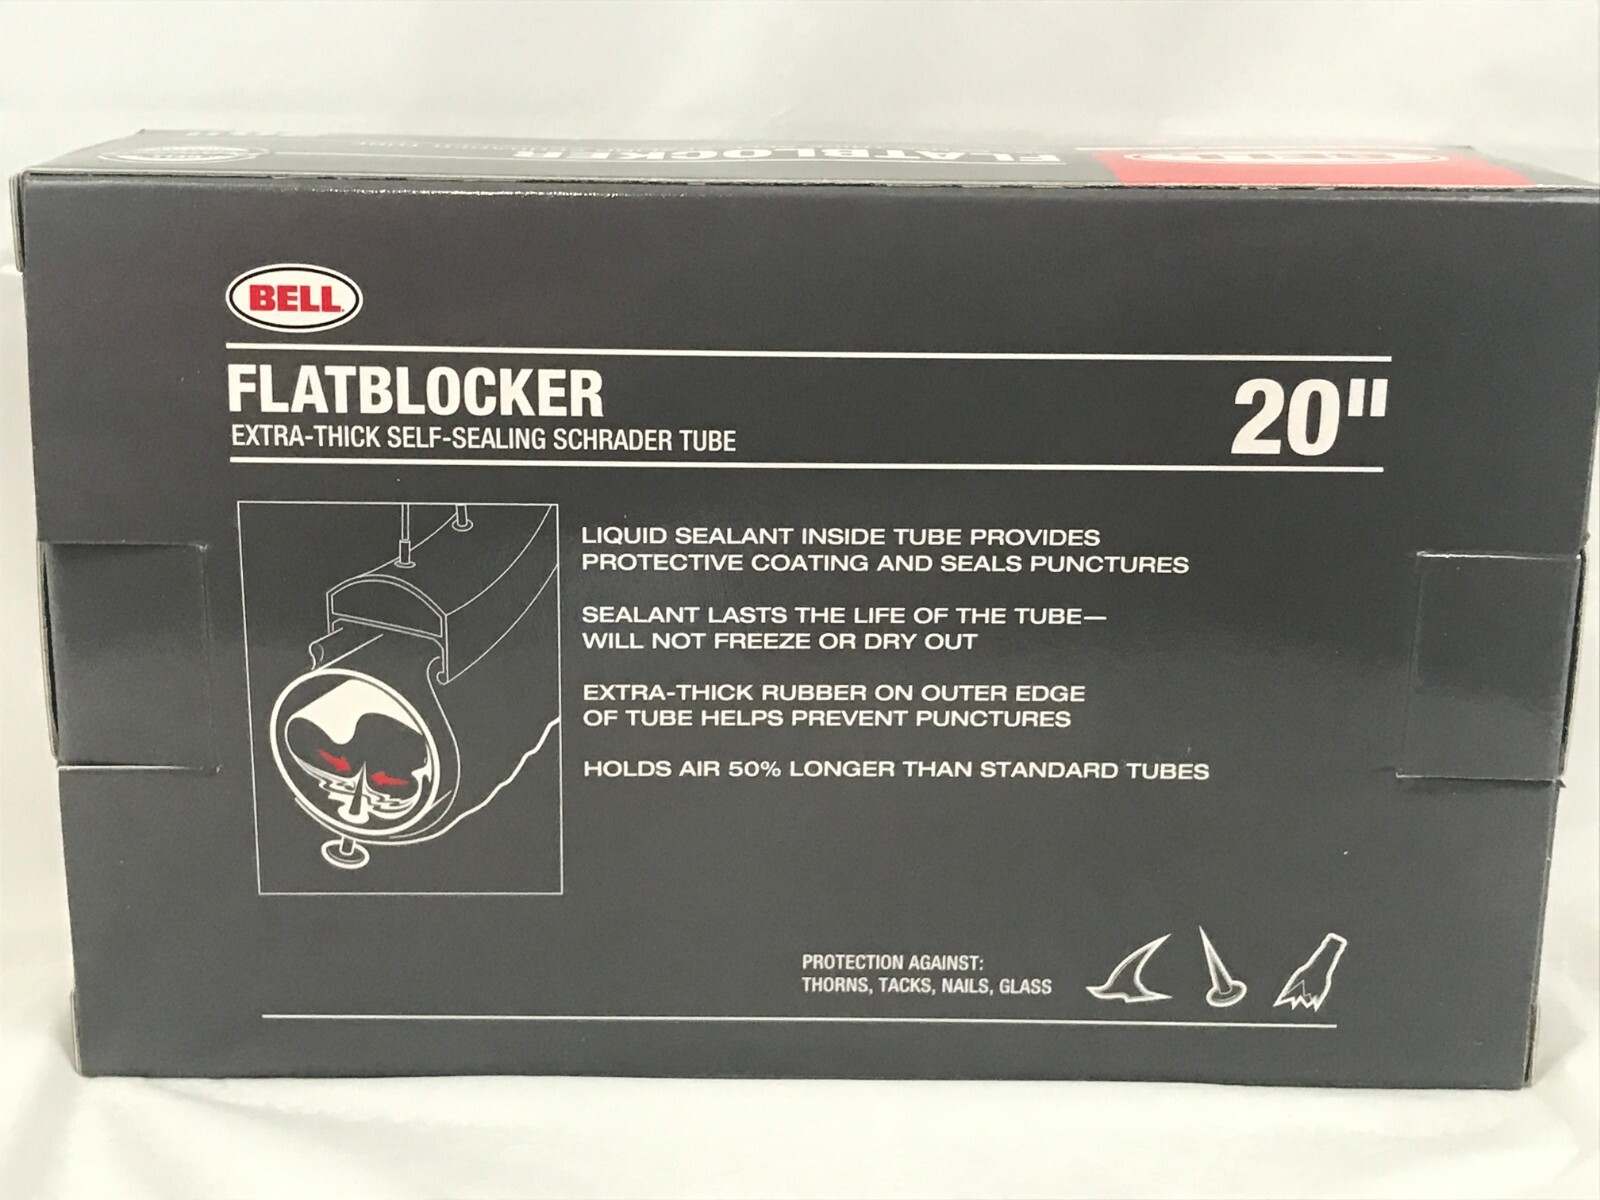 FLATBLOCKER
BELL
FLATBLOCKER
20"
EXTRA-THICK SELF-SEALING SCHRADER TUBE
LIQUID SEALANT INSIDE TUBE PROVIDES
PROTECTIVE COATING AND SEALS PUNCTURES
SEALANT LASTS THE LIFE OF THE TUBE—
WILL NOT FREEZE OR DRY OUT
EXTRA-THICK RUBBER ON OUTER EDGE
OF TUBE HELPS PREVENT PUNCTURES
HOLDS AIR 50% LONGER THAN STANDARD TUBES
PROTECTION AGAINST:
THORNS, TACKS, NAILS, GLASS